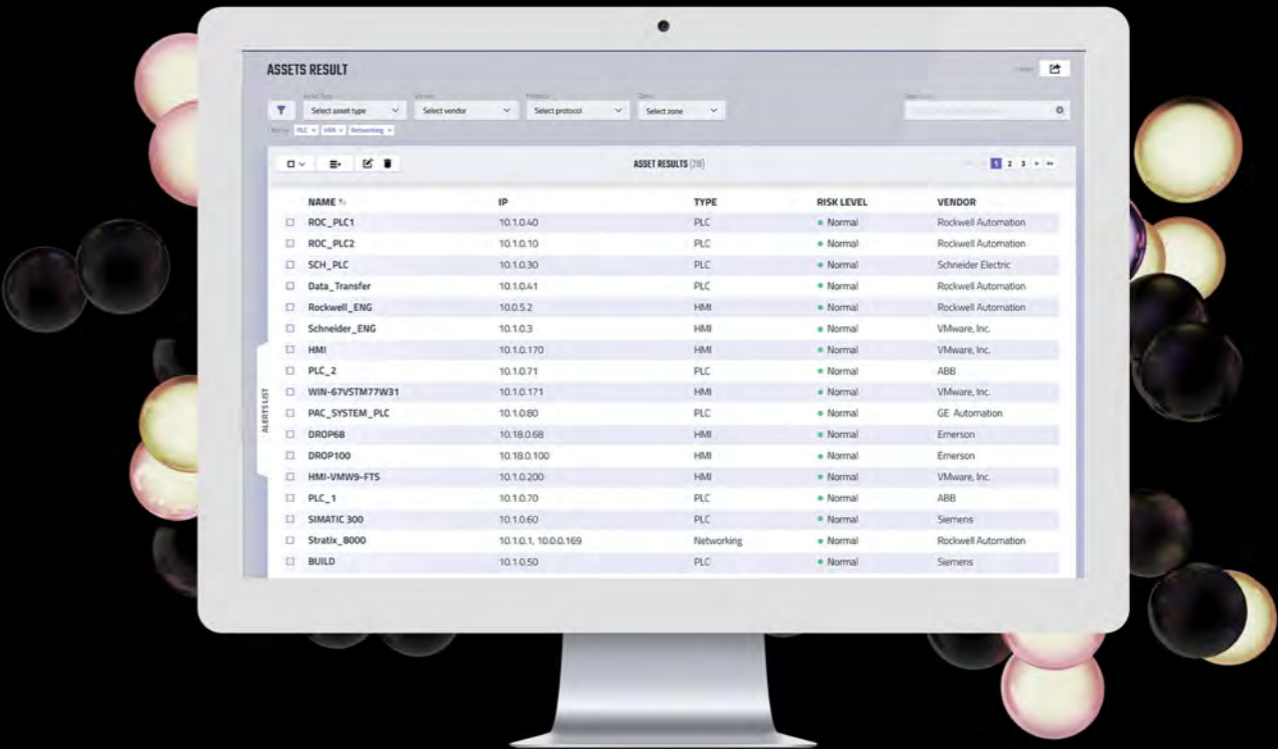 ASSETS RESULT
Select asset type Select vendor Select protocol Select zone
PLC × HMI × Networking ×
ASSET RESULTS 1 2 3
NAME IP TYPE RISK LEVEL VENDOR
ROC_PLC1 10.1.0.40 PLC Normal Rockwell Automation
ROC_PLC2 10.1.0.10 PLC Normal Rockwell Automation
SCH_PLC 10.1.0.30 PLC Normal Schneider Electric
Data_Transfer 10.1.0.41 PLC Normal Rockwell Automation
Rockwell_ENG 10.0.5.2 HMI Normal Rockwell Automation
Schneider_ENG 10.1.0.3 HMI Normal VMware, Inc.
HMI 10.1.0.170 HMI Normal VMware, Inc.
PLC_2 10.1.0.71 PLC Normal ABB
WIN-67VSTM77W31 10.1.0.171 HMI Normal VMware, Inc.
PAC_SYSTEM_PLC 10.1.0.80 PLC Normal GE Automation
DROP68 10.18.0.68 HMI Normal Emerson
DROP100 10.18.0.100 HMI Normal Emerson
HMI-VMW9-FTS 10.1.0.200 HMI Normal VMware, Inc.
PLC_1 10.1.0.70 PLC Normal ABB
SIMATIC 300 10.1.0.60 PLC Normal Siemens
Stratix_8000 10.1.0.1, 10.0.0.169 Networking Normal Rockwell Automation
BUILD 10.1.0.50 PLC Normal Siemens
ALERTS LIST